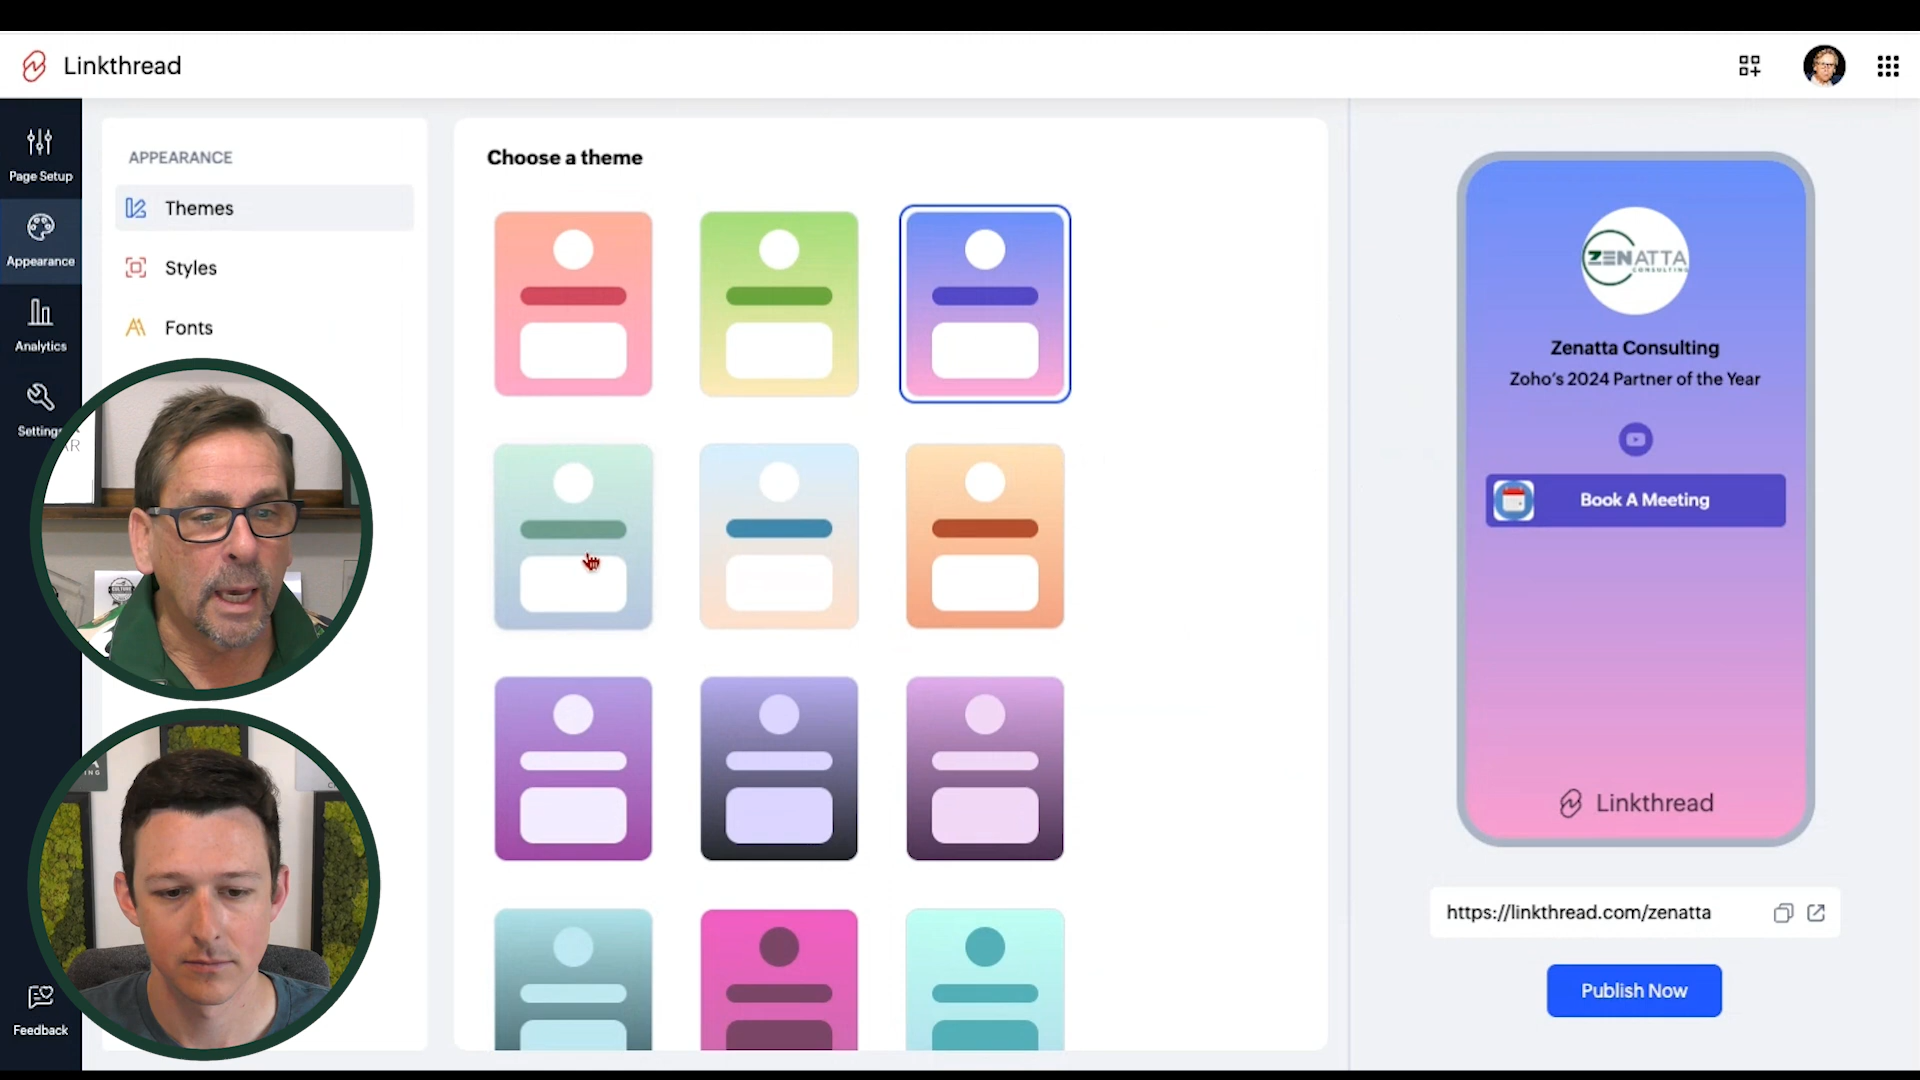 Linkthread
Page Setup
Appearance
Analytics
Settings
Feedback
APPEARANCE
Themes
Styles
Fonts
Choose a theme
ZENATTA
CONSULTING
Zenatta Consulting
Zoho's 2024 Partner of the Year
Book A Meeting
Linkthread
https://linkthread.com/zenatta
Publish Now